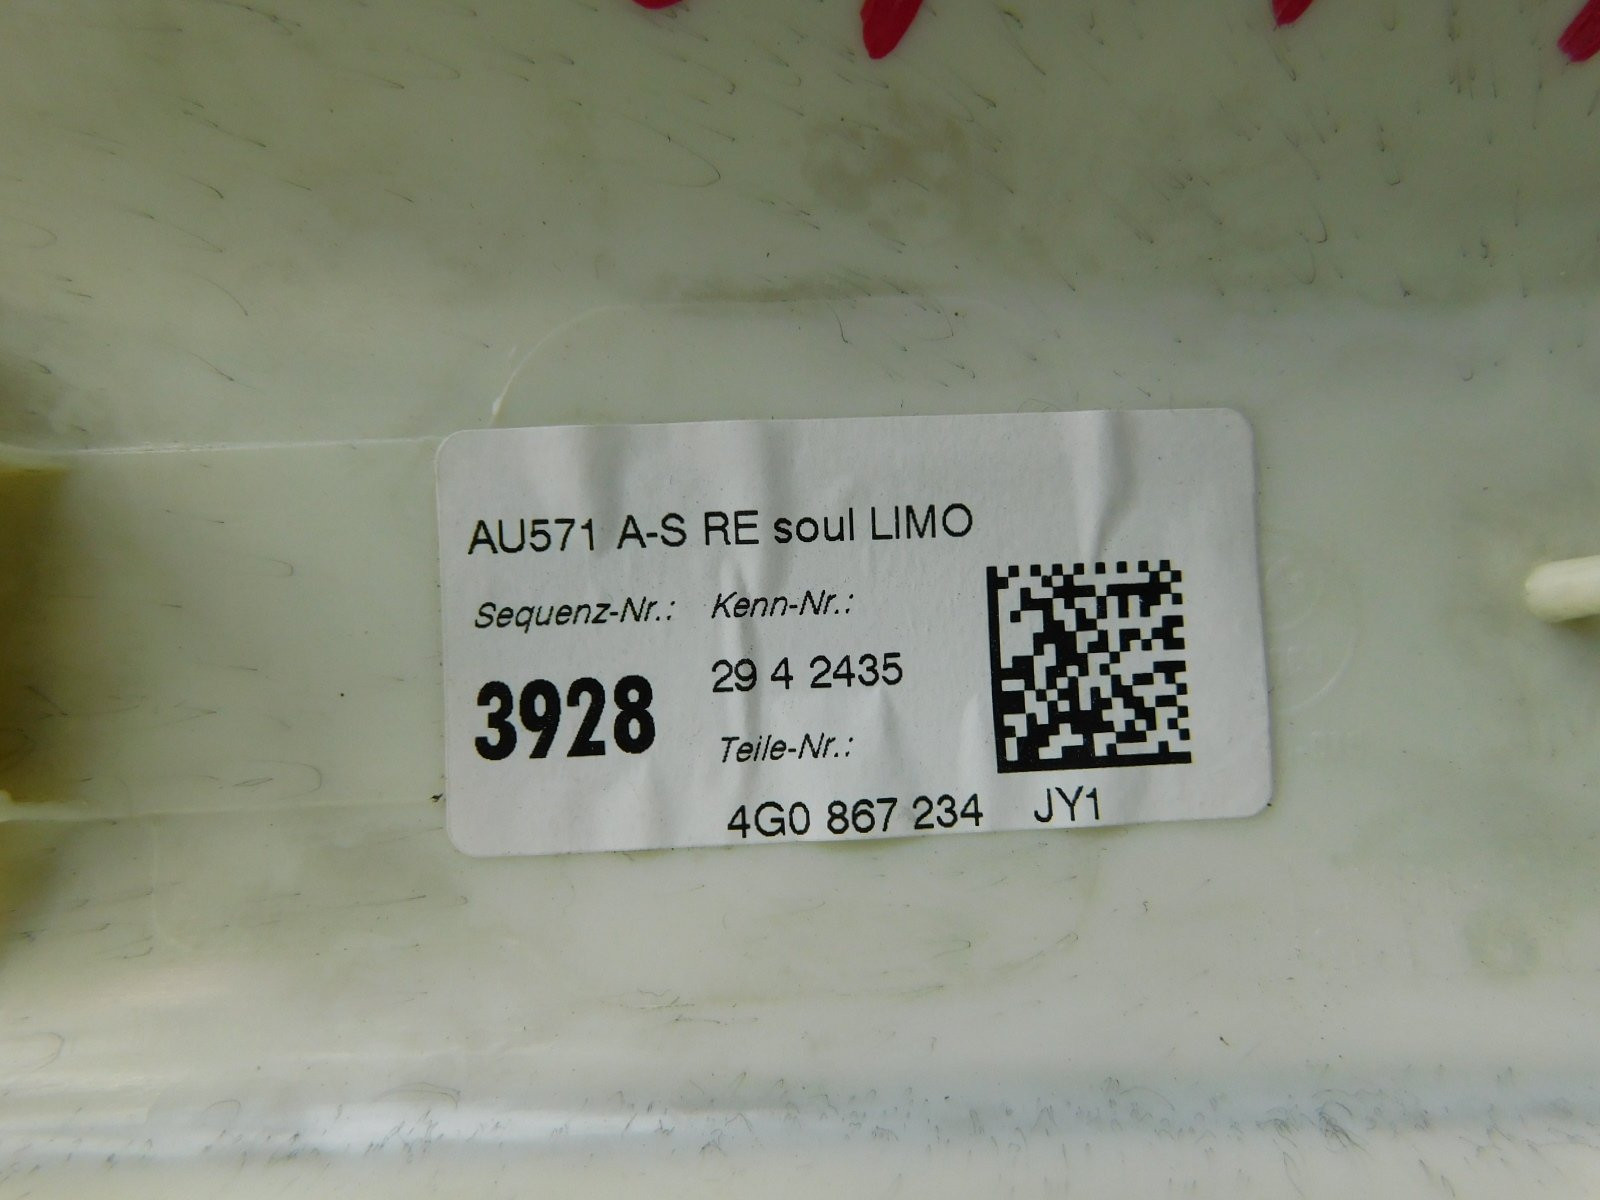 AU571 A-S RE soul LIMO
Sequenz-Nr.: Kenn-Nr.:
3928 29 4 2435
Teile-Nr.:
4G0 867 234 JY1